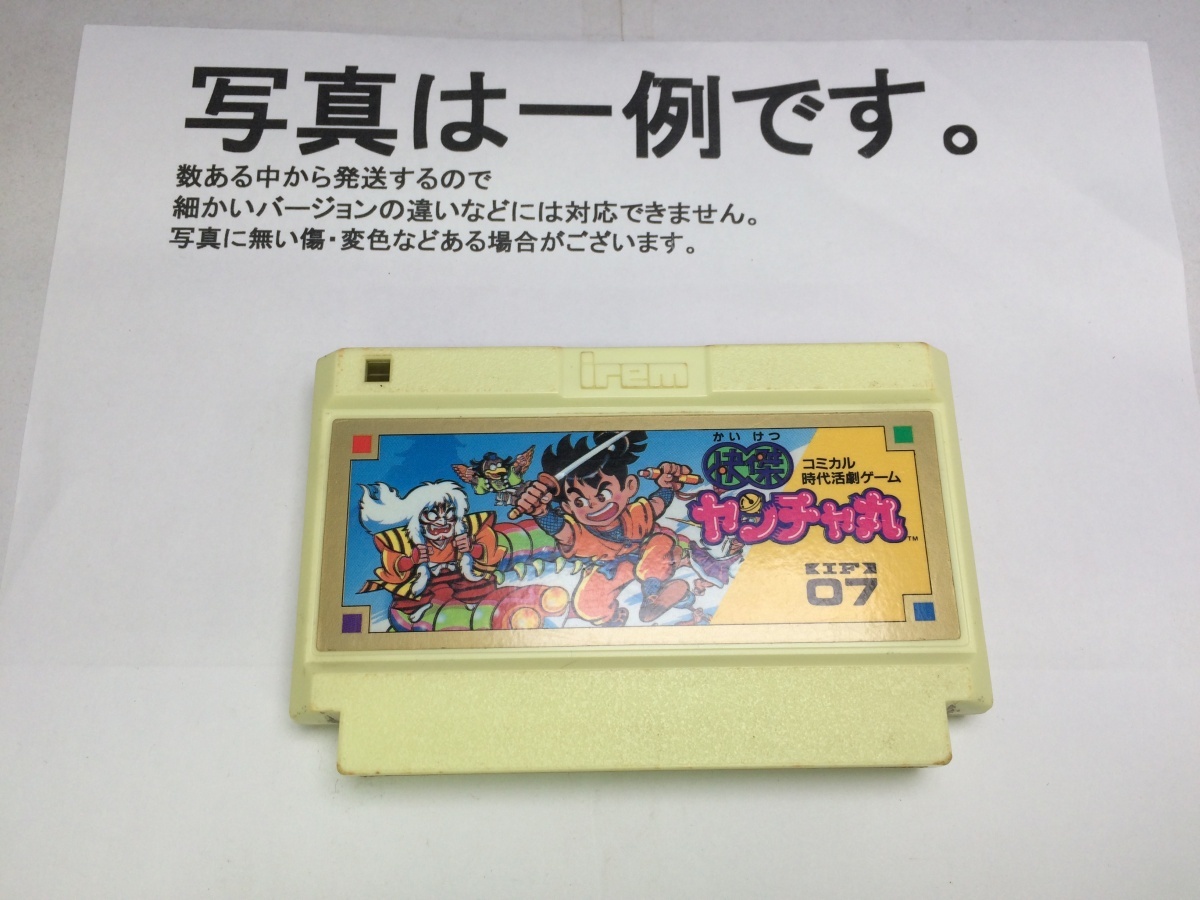 写真は一例です。
数ある中から発送するので
細かいバージョンの違いなどには対応できません。
写真に無い傷・変色などある場合がございます。
irem
かいけつ
快傑
コミカル
時代活劇ゲーム
ヤンチャ丸
TM
07